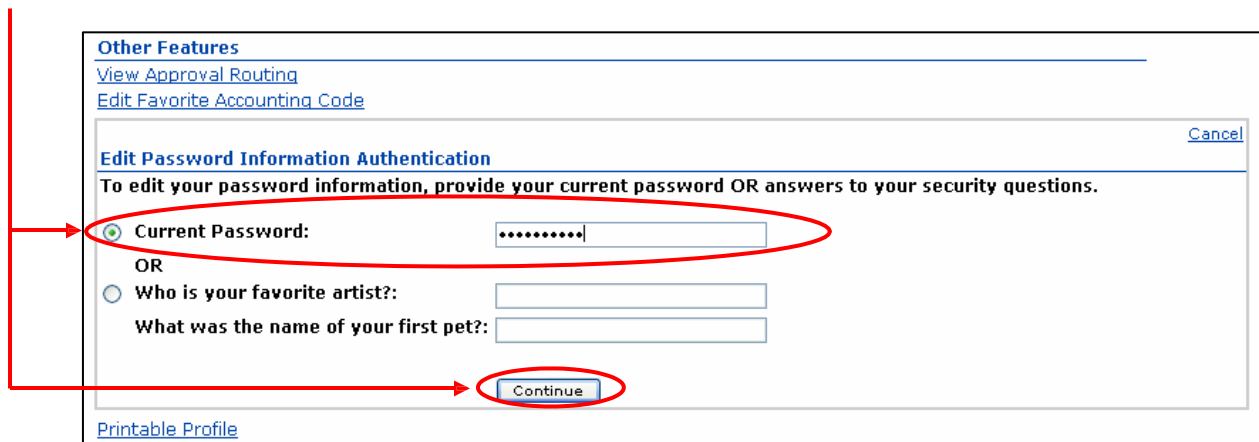 Other Features
View Approval Routing
Edit Favorite Accounting Code
Cancel
Edit Password Information Authentication
To edit your password information, provide your current password OR answers to your security questions.
Current Password: ••••••••••
OR
Who is your favorite artist?:
What was the name of your first pet?:
Continue
Printable Profile